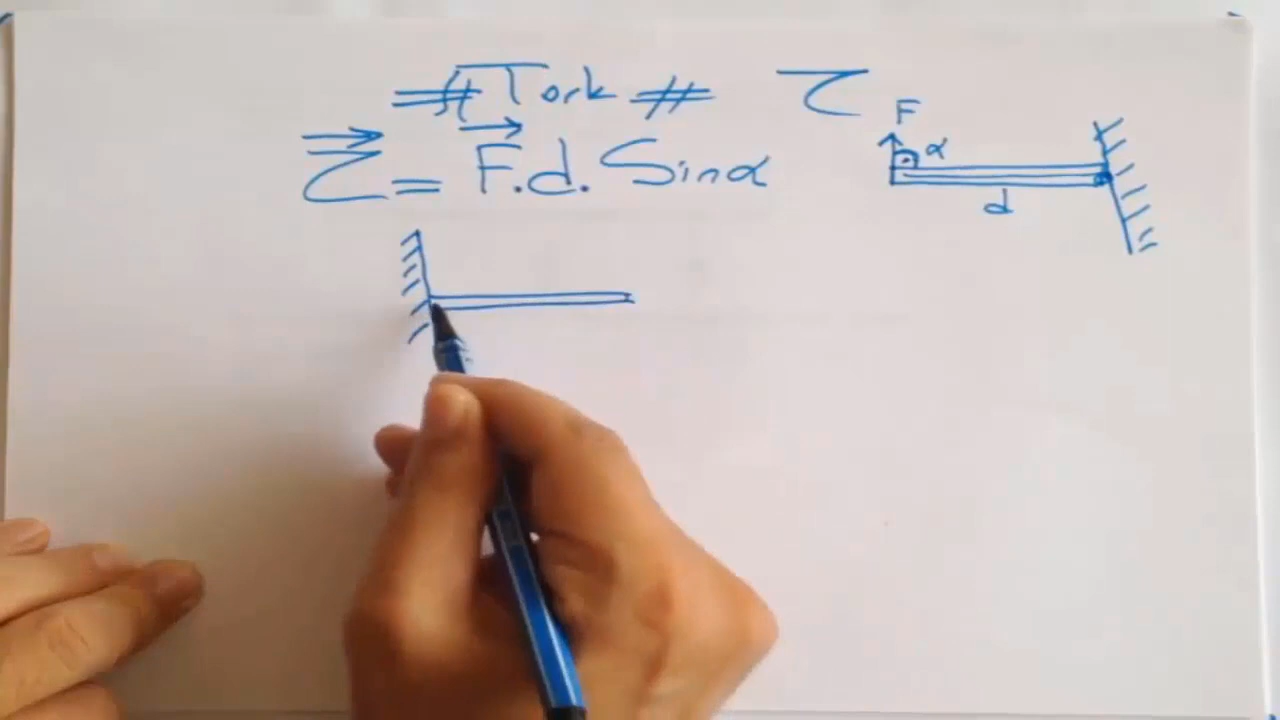 # Tork # τ
τ = F.d. Sinα
F
α
d